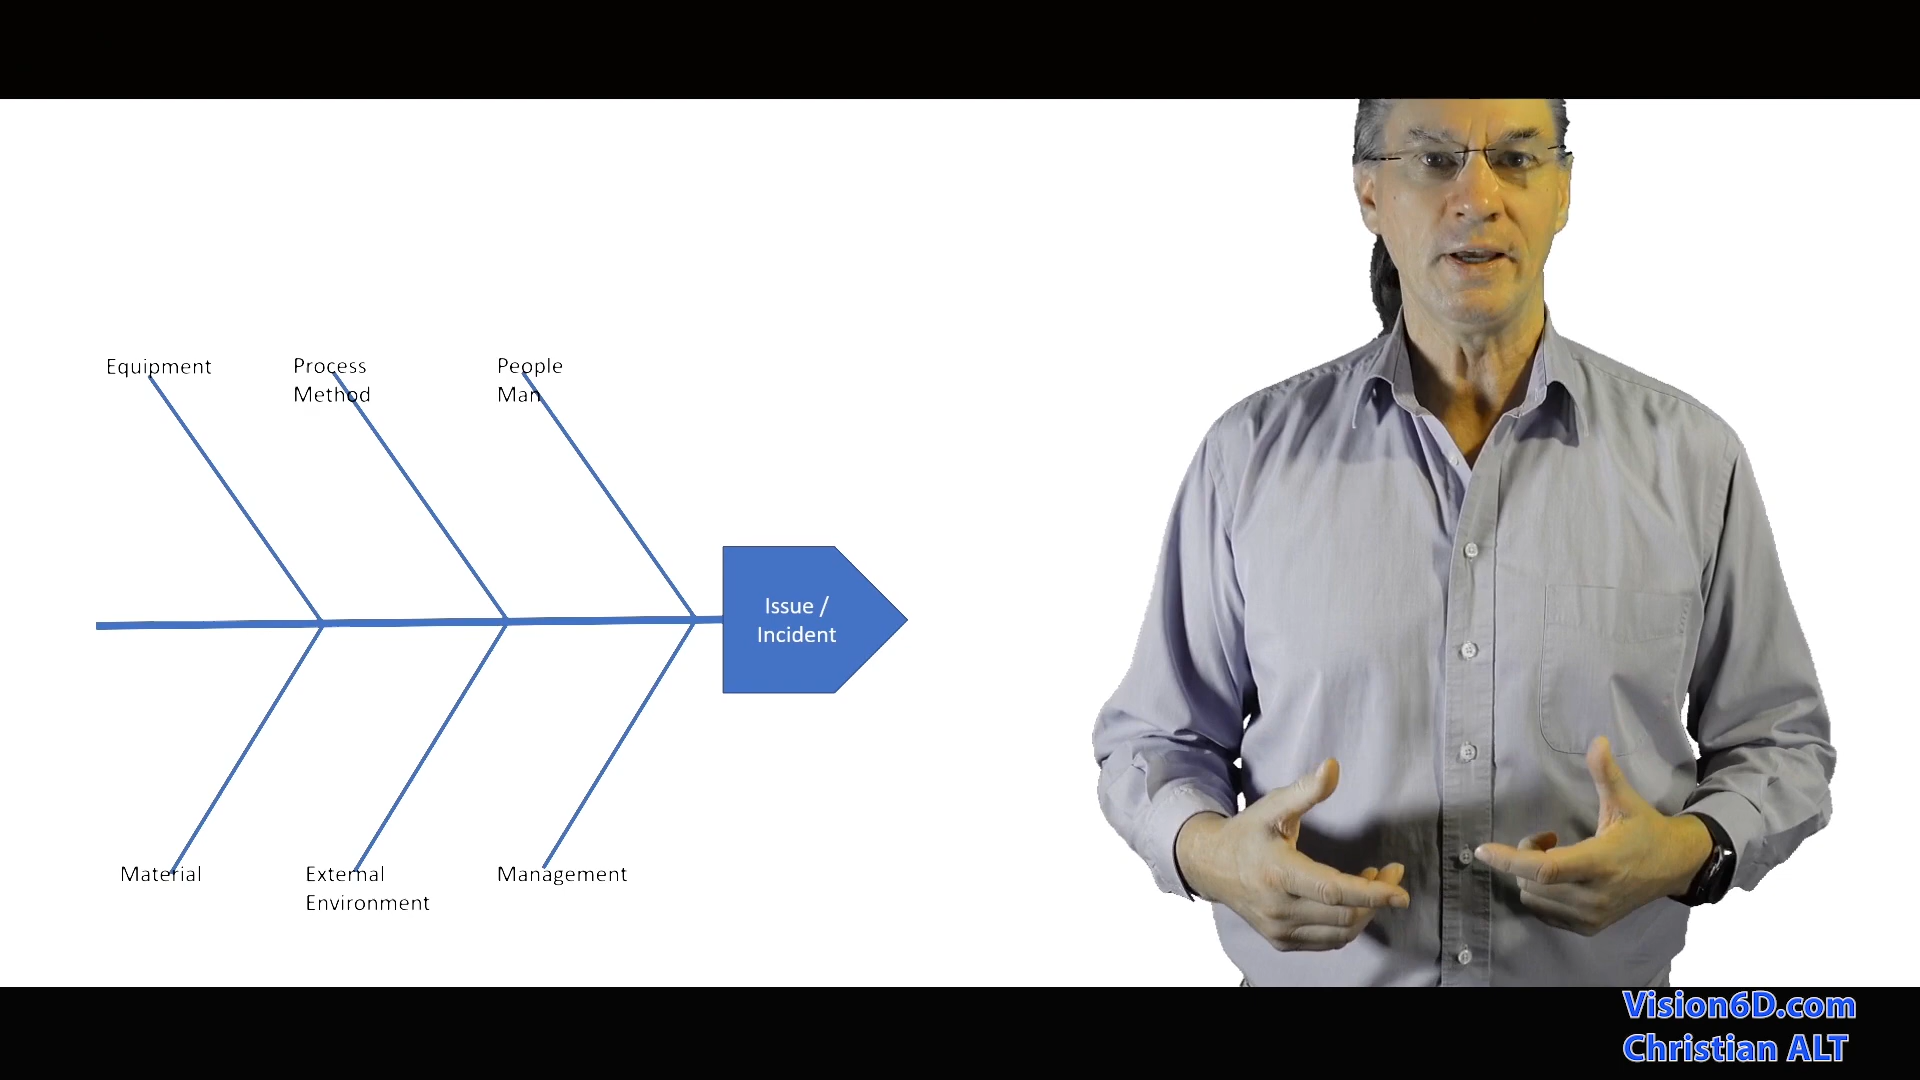 Equipment
Process
Method
People
Man
Issue /
Incident
Material
External
Environment
Management
Vision6D.com
Christian ALT